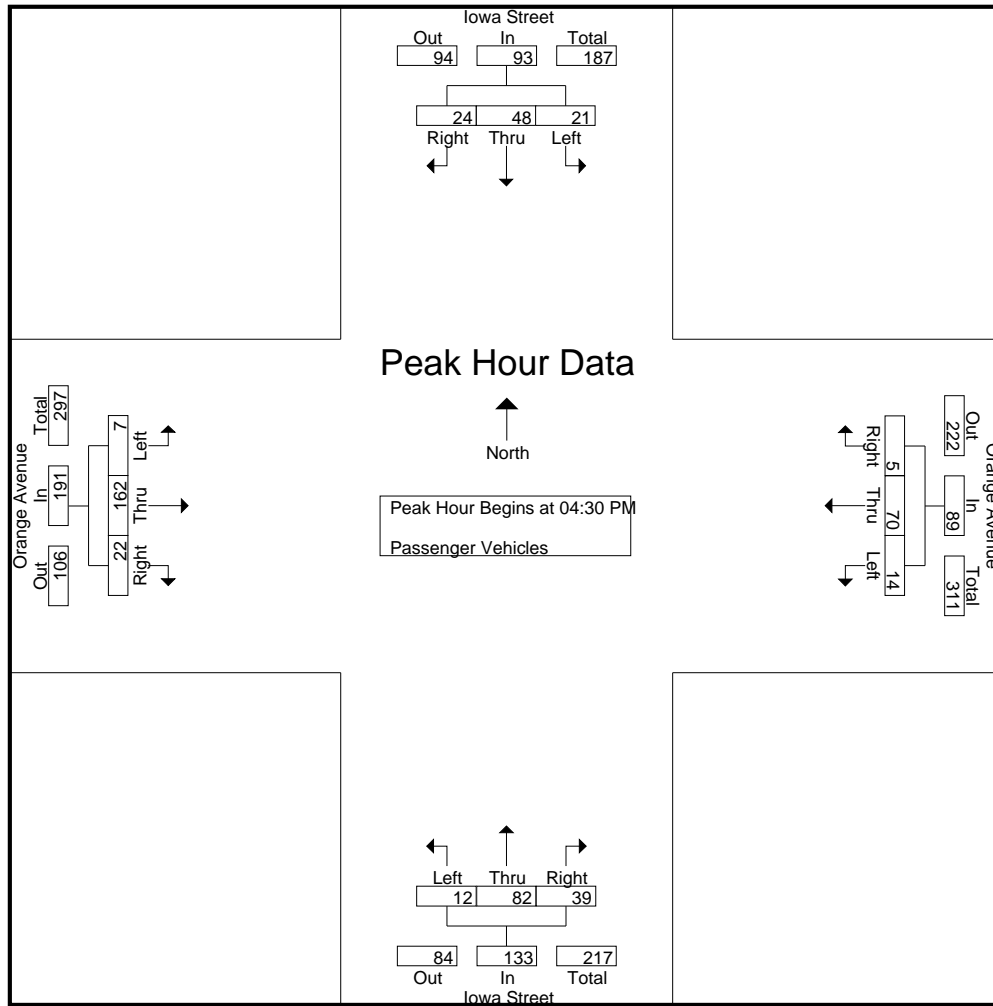 Iowa Street
Out In Total
94 93 187
24 48 21
Right Thru Left
Peak Hour Data
North
Peak Hour Begins at 04:30 PM
Passenger Vehicles
Orange Avenue
Out In Total
106 191 297
22 162 7
Right Thru Left
Orange Avenue
Out In Total
222 89 311
5 70 14
Right Thru Left
Left Thru Right
12 82 39
84 133 217
Out In Total
Iowa Street